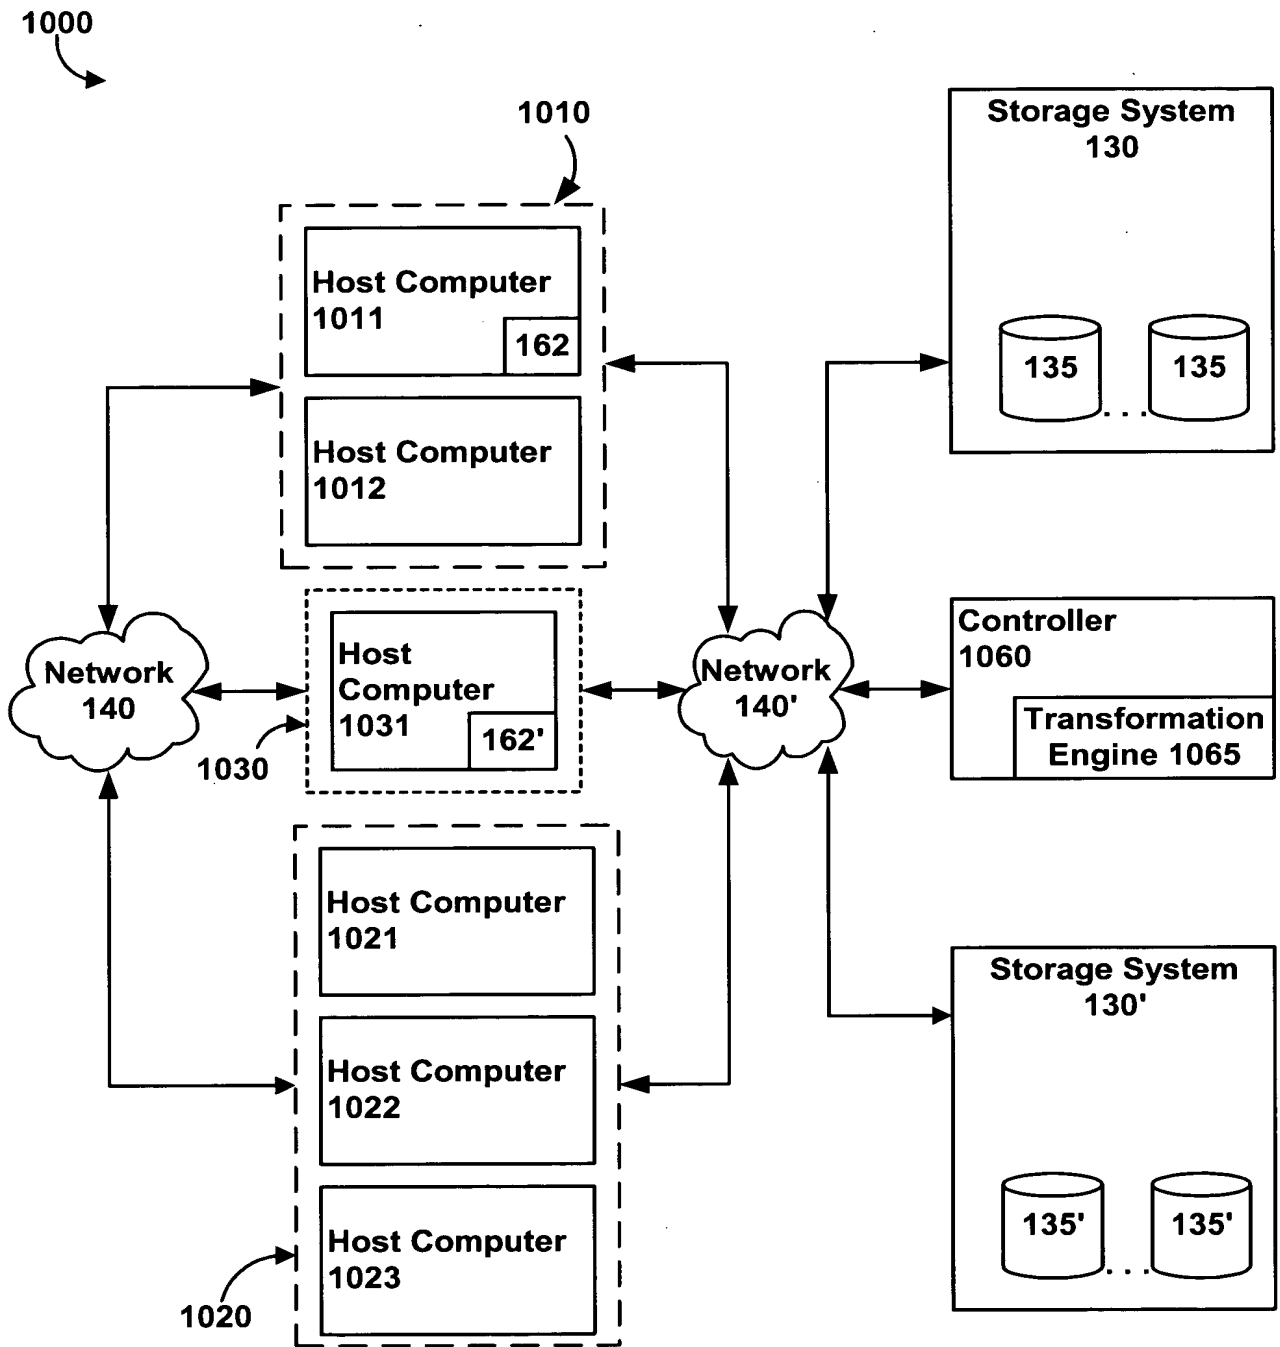 1000
1010
Storage System
130
135
135
. . .
Host Computer
1011
162
Host Computer
1012
Network
140
Host
Computer
1031
162'
1030
Network
140'
Controller
1060
Transformation
Engine 1065
Host Computer
1021
Host Computer
1022
Host Computer
1023
1020
Storage System
130'
135'
135'
. . .